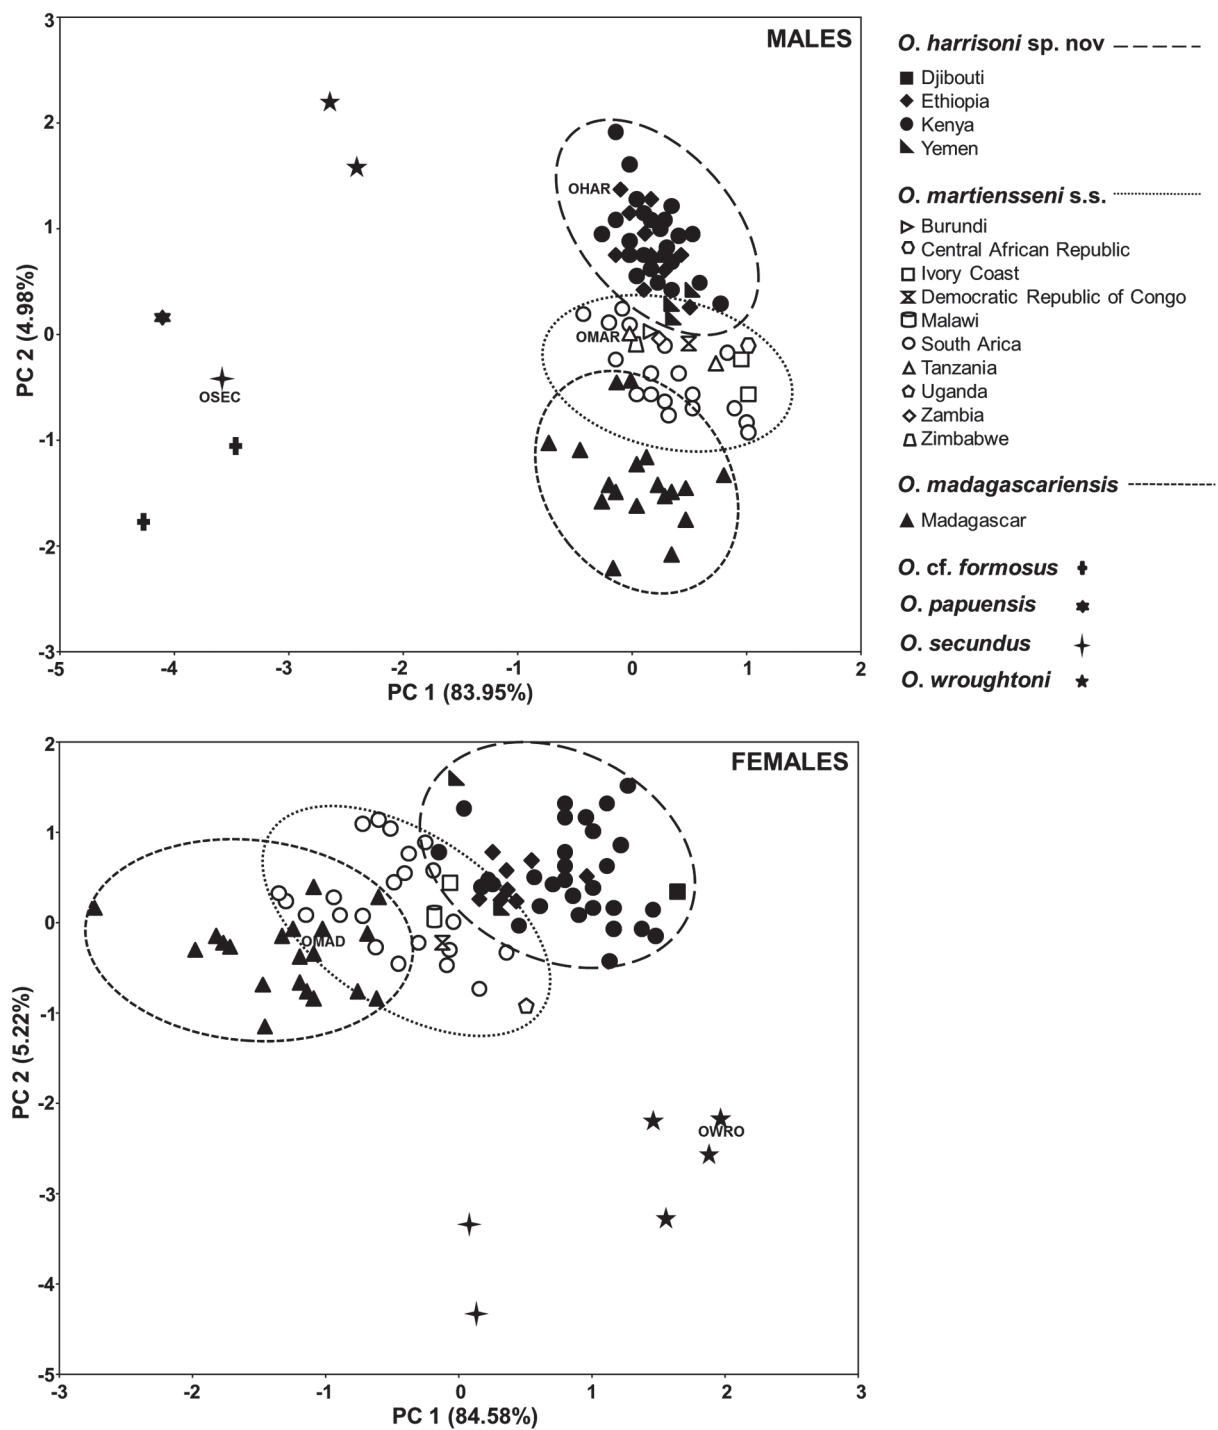 3
2
1
0
-1
-2
-3
-5
-4
-3
-2
-1
0
1
2
PC 2 (4.98%)
PC 1 (83.95%)
MALES
OHAR
OMAR
OSEC
O. harrisoni sp. nov
Djibouti
Ethiopia
Kenya
Yemen
O. martiensseni s.s.
Burundi
Central African Republic
Ivory Coast
Democratic Republic of Congo
Malawi
South Arica
Tanzania
Uganda
Zambia
Zimbabwe
O. madagascariensis
Madagascar
O. cf. formosus
O. papuensis
O. secundus
O. wroughtoni
2
1
0
-1
-2
-3
-4
-5
-3
-2
-1
0
1
2
3
PC 2 (5.22%)
PC 1 (84.58%)
FEMALES
OMAD
OWRO